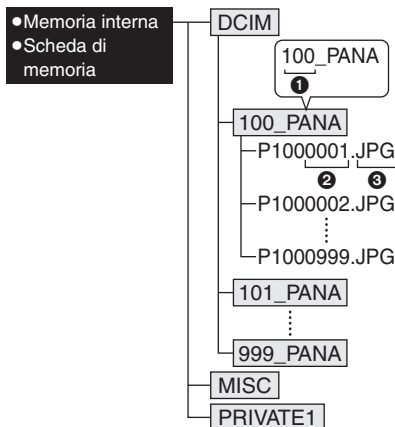 ●Memoria interna
●Scheda di
memoria
DCIM
100_PANA
❶
100_PANA
P1000001.JPG
❷ ❸
P1000002.JPG
P1000999.JPG
101_PANA
999_PANA
MISC
PRIVATE1